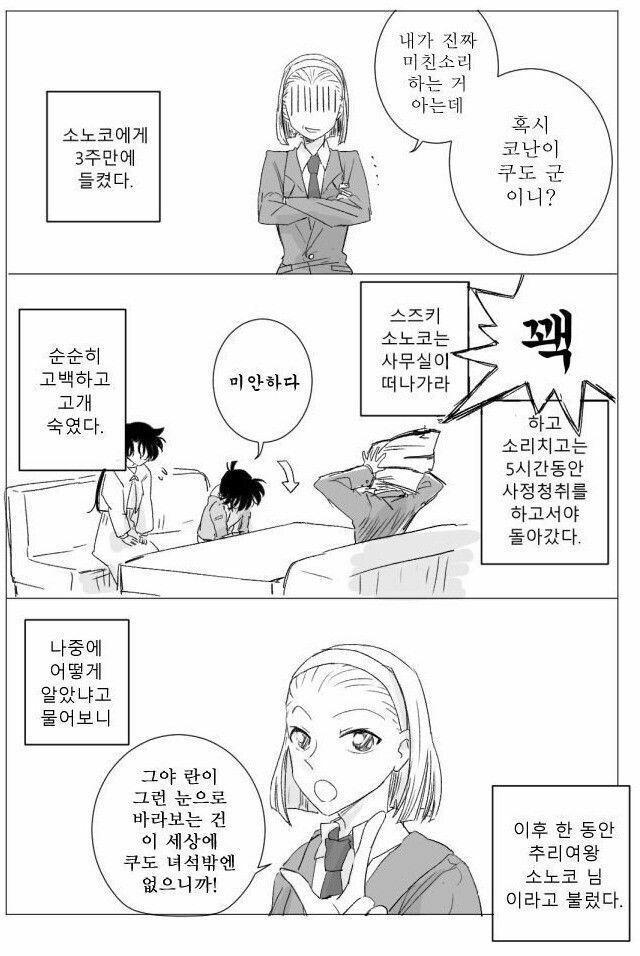 소노코에게
3주만에
들켰다.
내가 진짜
미친소리
하는 거
아는데
혹시
코난이
쿠도 군
이니?
순순히
고백하고
고개
숙였다.
미안하다
스즈키
소노코는
사무실이
떠나가라
꽥
하고
소리치고는
5시간동안
사정청취를
하고서야
돌아갔다.
나중에
어떻게
알았냐고
물어보니
그야 란이
그런 눈으로
바라보는 건
이 세상에
쿠도 녀석밖엔
없으니까!
이후 한 동안
추리여왕
소노코 님
이라고 불렀다.